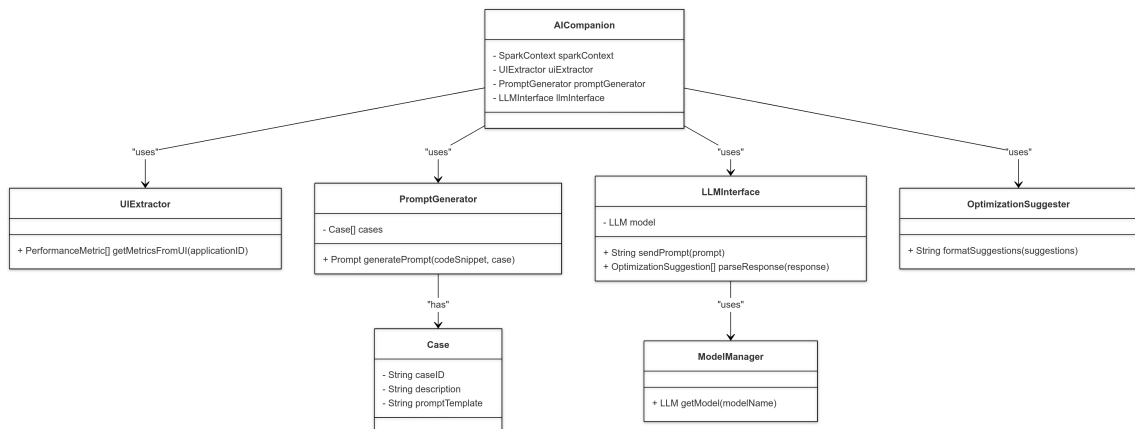 AICompanion
- SparkContext sparkContext
- UIExtractor uiExtractor
- PromptGenerator promptGenerator
- LLMInterface llmInterface
"uses"
"uses"
"uses"
"uses"
UIExtractor
+ PerformanceMetric[] getMetricsFromUI(applicationID)
PromptGenerator
- Case[] cases
+ Prompt generatePrompt(codeSnippet, case)
LLMInterface
- LLM model
+ String sendPrompt(prompt)
+ OptimizationSuggestion[] parseResponse(response)
OptimizationSuggester
+ String formatSuggestions(suggestions)
"has"
"uses"
Case
- String caseID
- String description
- String promptTemplate
ModelManager
+ LLM getModel(modelName)